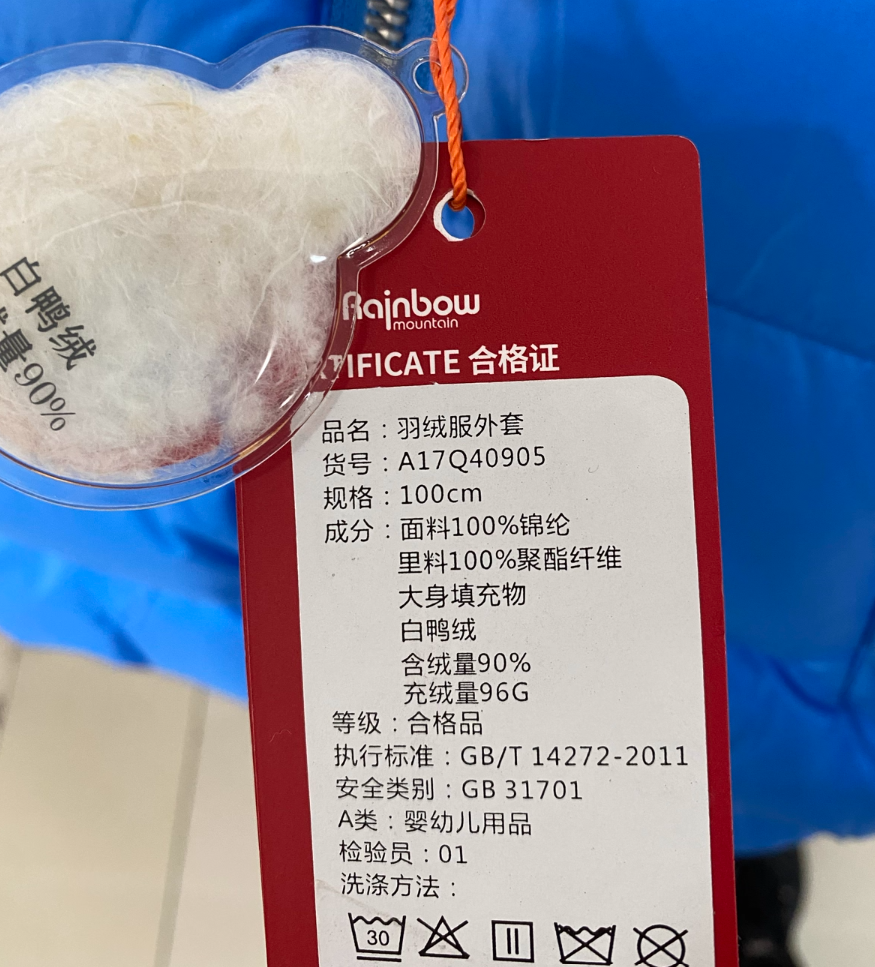 白鸭绒
量90%
Rainbow
mountain
TIFICATE 合格证
品名：羽绒服外套
货号：A17Q40905
规格：100cm
成分：面料100%锦纶
里料100%聚酯纤维
大身填充物
白鸭绒
含绒量90%
充绒量96G
等级：合格品
执行标准：GB/T 14272-2011
安全类别：GB 31701
A类：婴幼儿用品
检验员：01
洗涤方法：
30